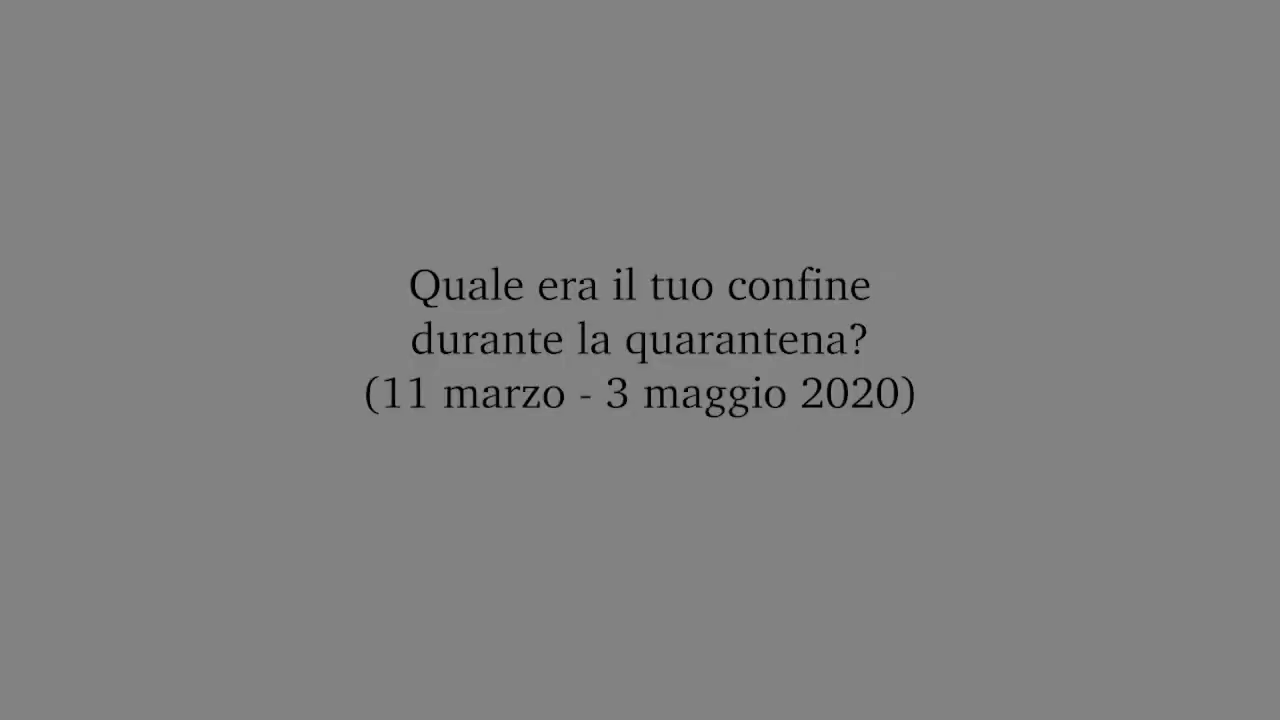 Quale era il tuo confine
durante la quarantena?
(11 marzo - 3 maggio 2020)